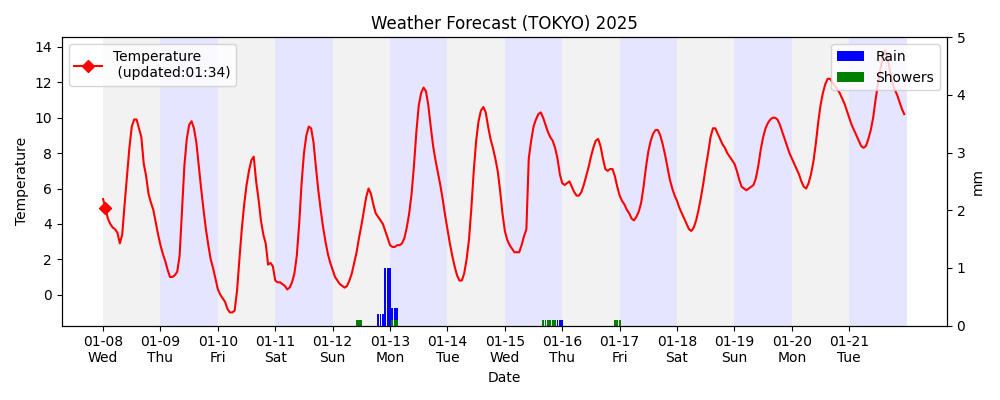 Weather Forecast (TOKYO) 2025
Temperature
(updated:01:34)
Rain
Showers
Temperature
14
12
10
8
6
4
2
0
5
4
3
2
1
0
mm
01-08 01-09 01-10 01-11 01-12 01-13 01-14 01-15 01-16 01-17 01-18 01-19 01-20 01-21
Wed Thu Fri Sat Sun Mon Tue Wed Thu Fri Sat Sun Mon Tue
Date